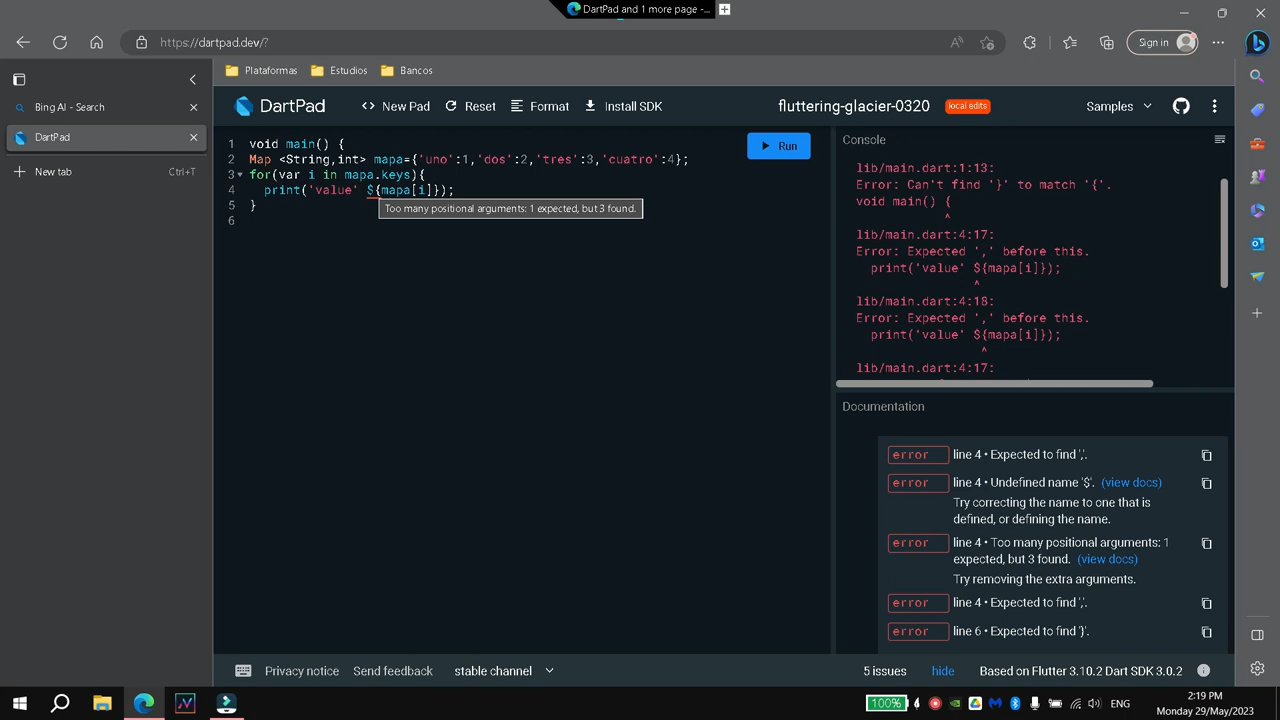 DartPad and 1 more page -...
https://dartpad.dev/?
Sign in
Plataformas
Estudios
Bancos
Bing AI - Search
DartPad
New tab
Ctrl+T
DartPad
New Pad
Reset
Format
Install SDK
fluttering-glacier-0320
local edits
Samples
1 void main() {
2 Map <String,int> mapa={'uno':1,'dos':2,'tres':3,'cuatro':4};
3 for(var i in mapa.keys){
4 print('value' ${mapa[i]});
5 }
6
Too many positional arguments: 1 expected, but 3 found.
Run
Console
lib/main.dart:1:13:
Error: Can't find '}' to match '{'.
void main() {
^
lib/main.dart:4:17:
Error: Expected ',' before this.
print('value' ${mapa[i]});
^
lib/main.dart:4:18:
Error: Expected ',' before this.
print('value' ${mapa[i]});
^
lib/main.dart:4:17:
Documentation
error line 4 • Expected to find ','.
error line 4 • Undefined name '$'. (view docs)
Try correcting the name to one that is
defined, or defining the name.
error line 4 • Too many positional arguments: 1
expected, but 3 found. (view docs)
Try removing the extra arguments.
error line 4 • Expected to find ','.
error line 6 • Expected to find '}'.
Privacy notice
Send feedback
stable channel
5 issues
hide
Based on Flutter 3.10.2 Dart SDK 3.0.2
100%
ENG
2:19 PM
Monday 29/May/2023